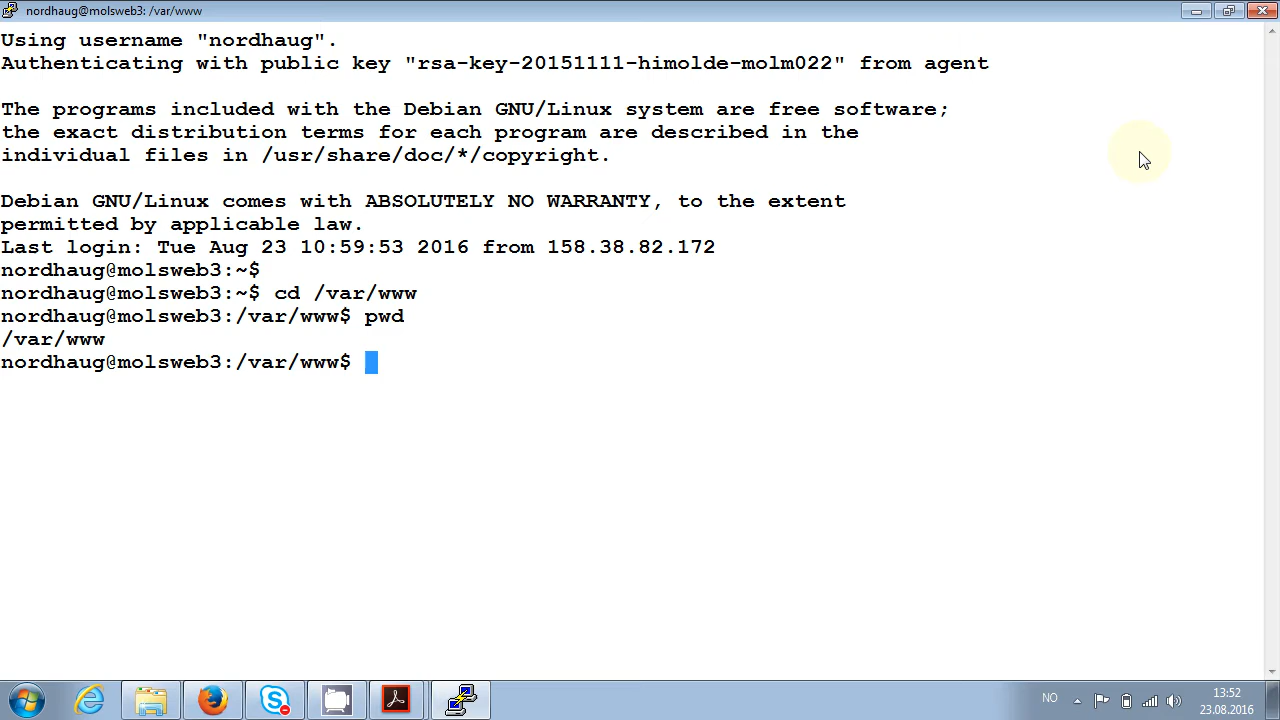 nordhaug@molsweb3: /var/www
Using username "nordhaug".
Authenticating with public key "rsa-key-20151111-himolde-molm022" from agent
The programs included with the Debian GNU/Linux system are free software;
the exact distribution terms for each program are described in the
individual files in /usr/share/doc/*/copyright.
Debian GNU/Linux comes with ABSOLUTELY NO WARRANTY, to the extent
permitted by applicable law.
Last login: Tue Aug 23 10:59:53 2016 from 158.38.82.172
nordhaug@molsweb3:~$
nordhaug@molsweb3:~$ cd /var/www
nordhaug@molsweb3:/var/www$ pwd
/var/www
nordhaug@molsweb3:/var/www$
NO
13:52
23.08.2016